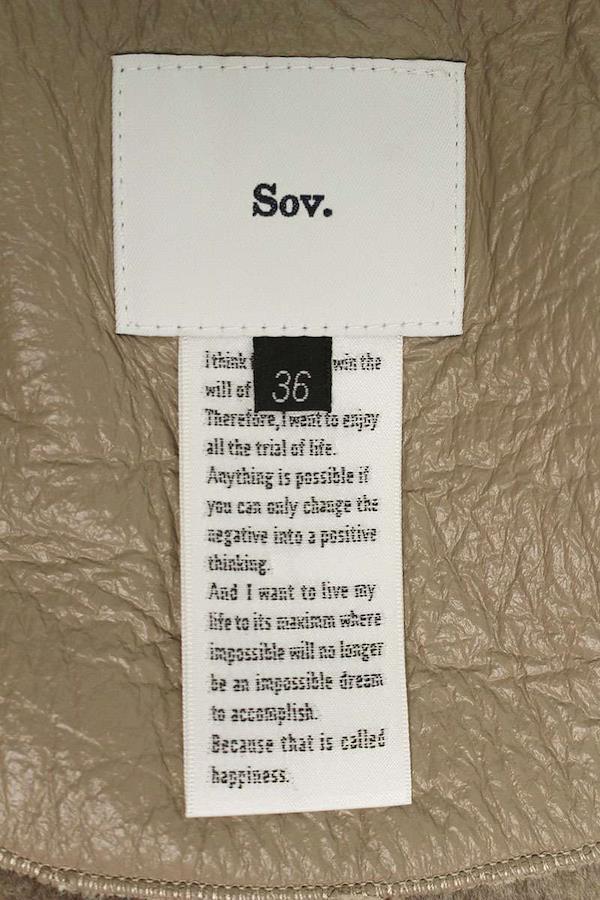 Sov.
36
I think win the
will of
Therefore, I want to enjoy
all the trial of life.
Anything is possible if
you can only change the
negative into a positive
thinking.
And I want to live my
life to its maximm where
impossible will no longer
be an impossible dream
to accomplish.
Because that is called
happiness.